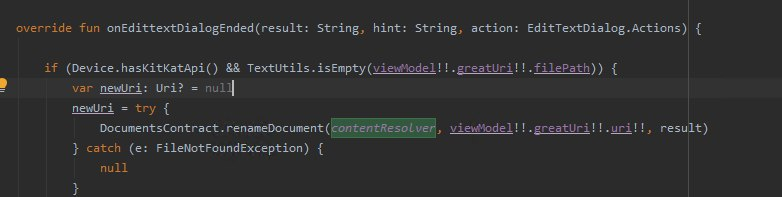 override fun onEdittextDialogEnded(result: String, hint: String, action: EditTextDialog.Actions) {
if (Device.hasKitKatApi() && TextUtils.isEmpty(viewModel!!.greatUri!!.filePath)) {
var newUri: Uri? = null
newUri = try {
DocumentsContract.renameDocument(contentResolver, viewModel!!.greatUri!!.uri!!, result)
} catch (e: FileNotFoundException) {
null
}